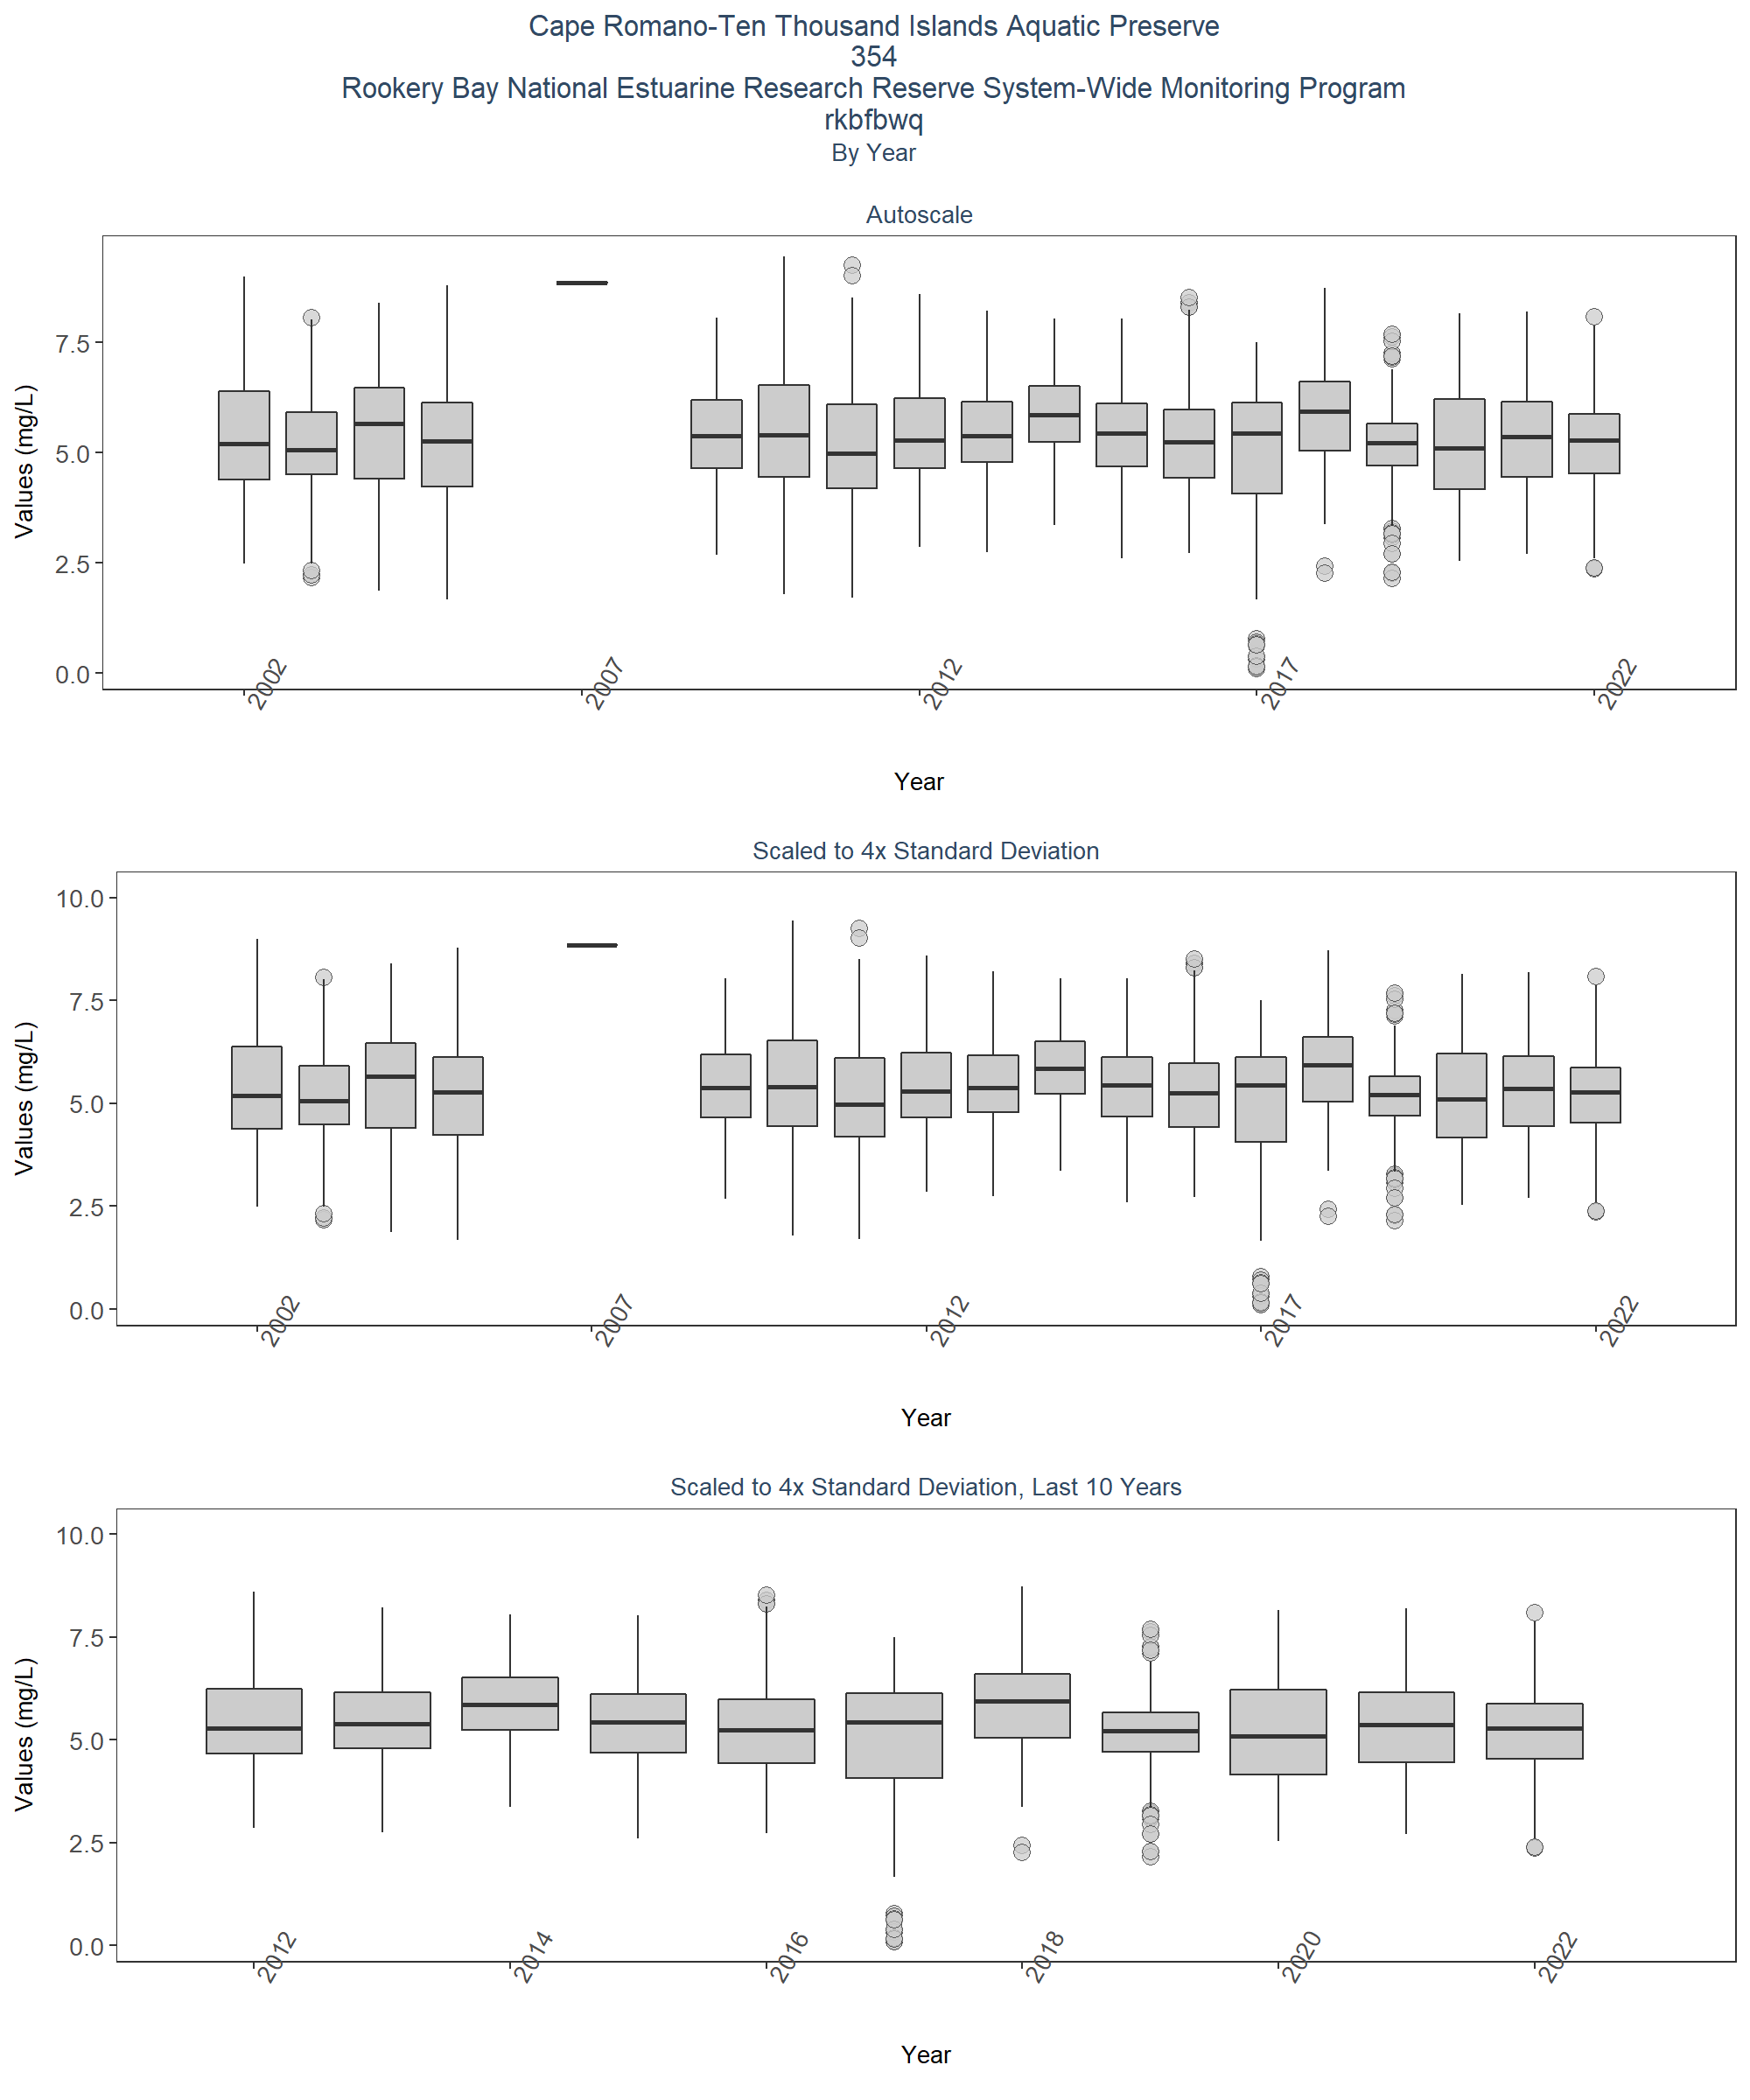 Cape Romano-Ten Thousand Islands Aquatic Preserve
354
Rookery Bay National Estuarine Research Reserve System-Wide Monitoring Program
rkbfbwq
By Year
Autoscale
Values (mg/L)
7.5
5.0
2.5
0.0
2002
2007
2012
2017
2022
Year
Scaled to 4x Standard Deviation
Values (mg/L)
10.0
7.5
5.0
2.5
0.0
2002
2007
2012
2017
2022
Year
Scaled to 4x Standard Deviation, Last 10 Years
Values (mg/L)
10.0
7.5
5.0
2.5
0.0
2012
2014
2016
2018
2020
2022
Year